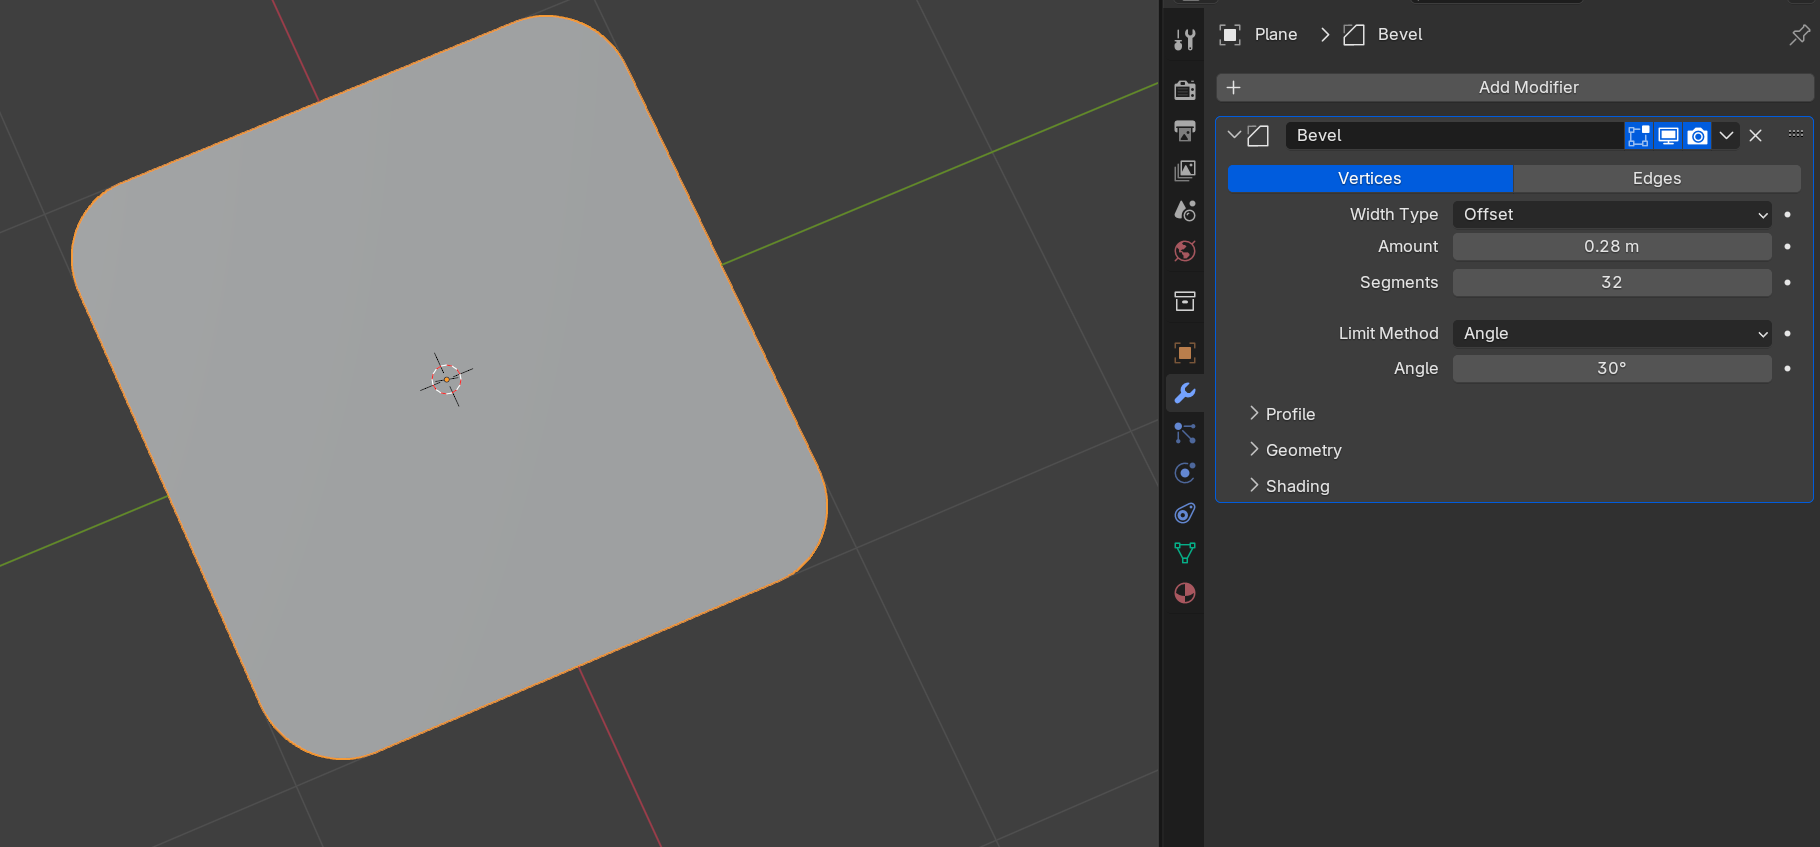 Plane Bevel
Add Modifier
Bevel
Vertices Edges
Width Type Offset
Amount 0.28 m
Segments 32
Limit Method Angle
Angle 30°
Profile
Geometry
Shading